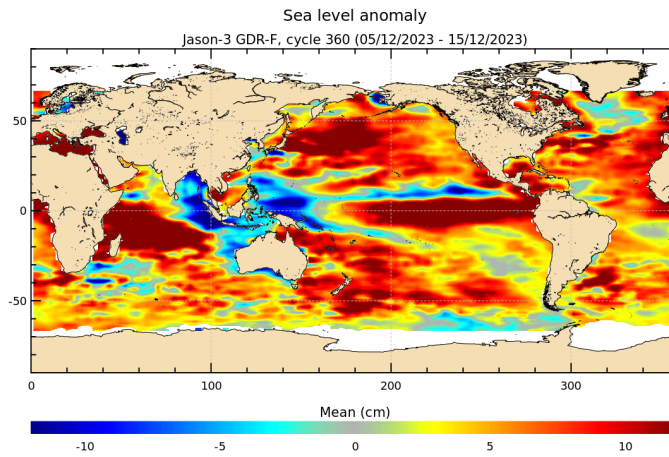 Sea level anomaly
Jason-3 GDR-F, cycle 360 (05/12/2023 - 15/12/2023)
50
0
-50
0 100 200 300
Mean (cm)
-10 -5 0 5 10